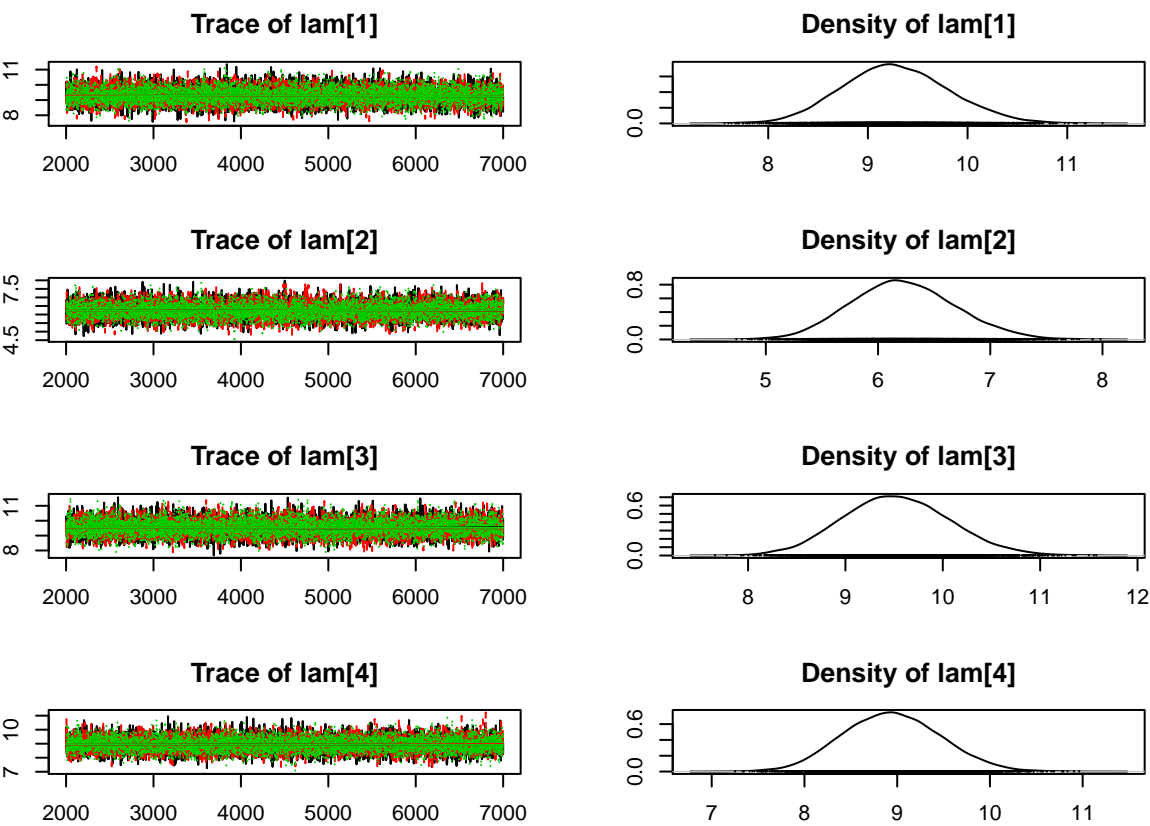 Trace of lam[1]
8 11
2000 3000 4000 5000 6000 7000
Density of lam[1]
0.0
8 9 10 11
Trace of lam[2]
4.5 7.5
2000 3000 4000 5000 6000 7000
Density of lam[2]
0.0 0.8
5 6 7 8
Trace of lam[3]
8 11
2000 3000 4000 5000 6000 7000
Density of lam[3]
0.0 0.6
8 9 10 11 12
Trace of lam[4]
7 10
2000 3000 4000 5000 6000 7000
Density of lam[4]
0.0 0.6
7 8 9 10 11